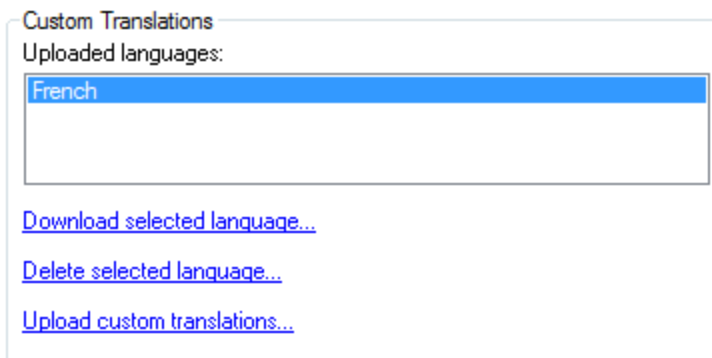 Custom Translations
Uploaded languages:
French
Download selected language...
Delete selected language...
Upload custom translations...